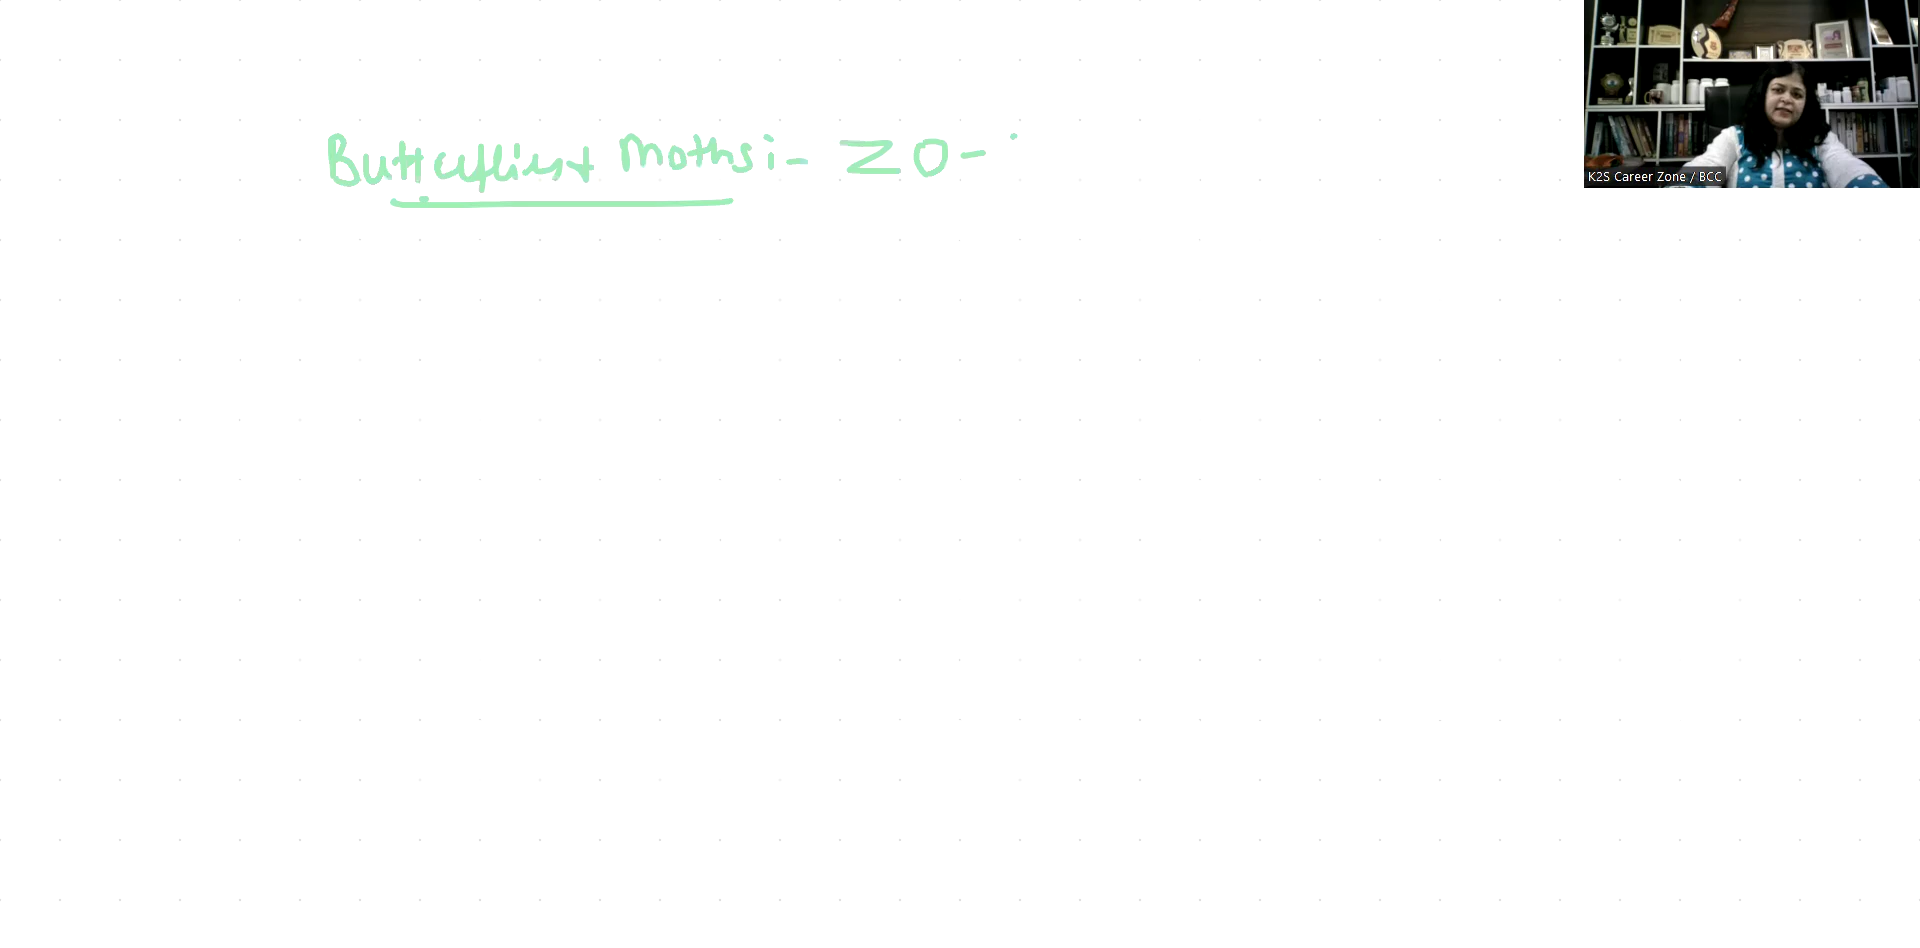 Butterflies & Moths :- ZO-
K2S Career Zone / BCC